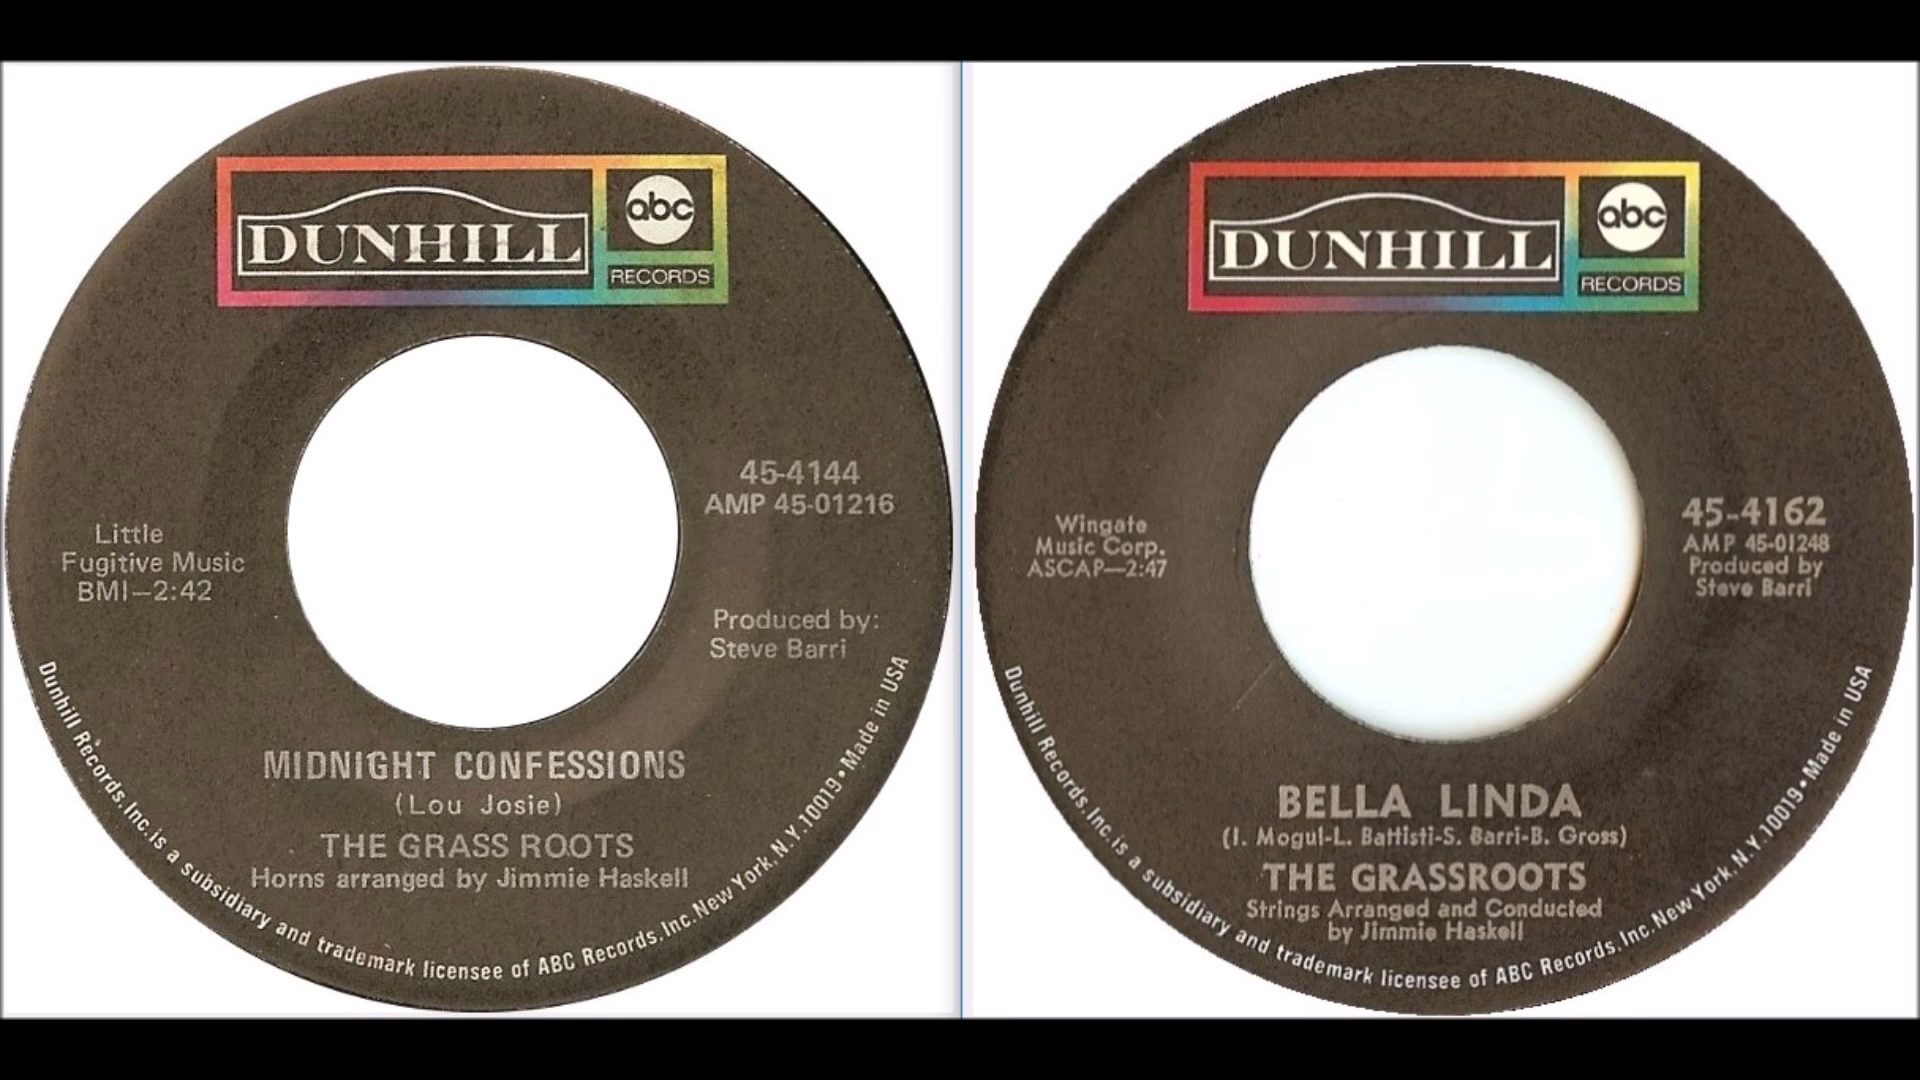 DUNHILL
abc
RECORDS
45-4144
AMP 45-01216
Little
Fugitive Music
BMI—2:42
Produced by:
Steve Barri
MIDNIGHT CONFESSIONS
(Lou Josie)
THE GRASS ROOTS
Horns arranged by Jimmie Haskell
Dunhill Records, Inc. is a subsidiary and trademark licensee of ABC Records, Inc. New York, N.Y. 10019 • Made in USA
DUNHILL
abc
RECORDS
Wingate
Music Corp.
ASCAP—2:47
45-4162
AMP 45-01248
Produced by
Steve Barri
BELLA LINDA
(I. Mogul-L. Battisti-S. Barri-B. Gross)
THE GRASSROOTS
Strings Arranged and Conducted
by Jimmie Haskell
Dunhill Records, Inc. is a subsidiary and trademark licensee of ABC Records, Inc. New York, N.Y. 10019 • Made in USA